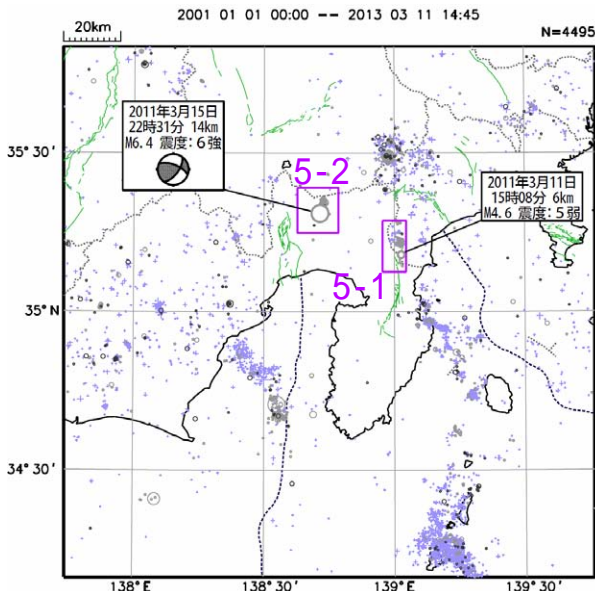 2001 01 01 00:00 -- 2013 03 11 14:45
20km
N=4495
2011年3月15日
22時31分 14km
M6.4 震度:6強
5-2
35°30'
2011年3月11日
15時08分 6km
M4.6 震度:5弱
5-1
35°N
34°30'
138°E
138°30'
139°E
139°30'